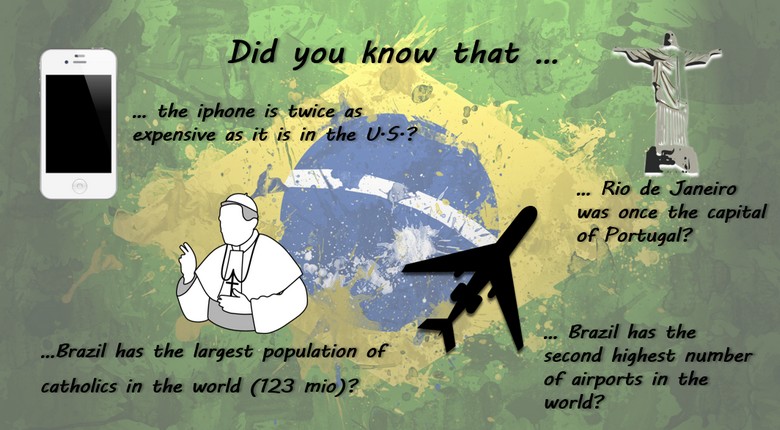 Did you know that ...
... the iphone is twice as
expensive as it is in the U.S.?
... Rio de Janeiro
was once the capital
of Portugal?
...Brazil has the largest population of
catholics in the world (123 mio)?
... Brazil has the
second highest number
of airports in the
world?